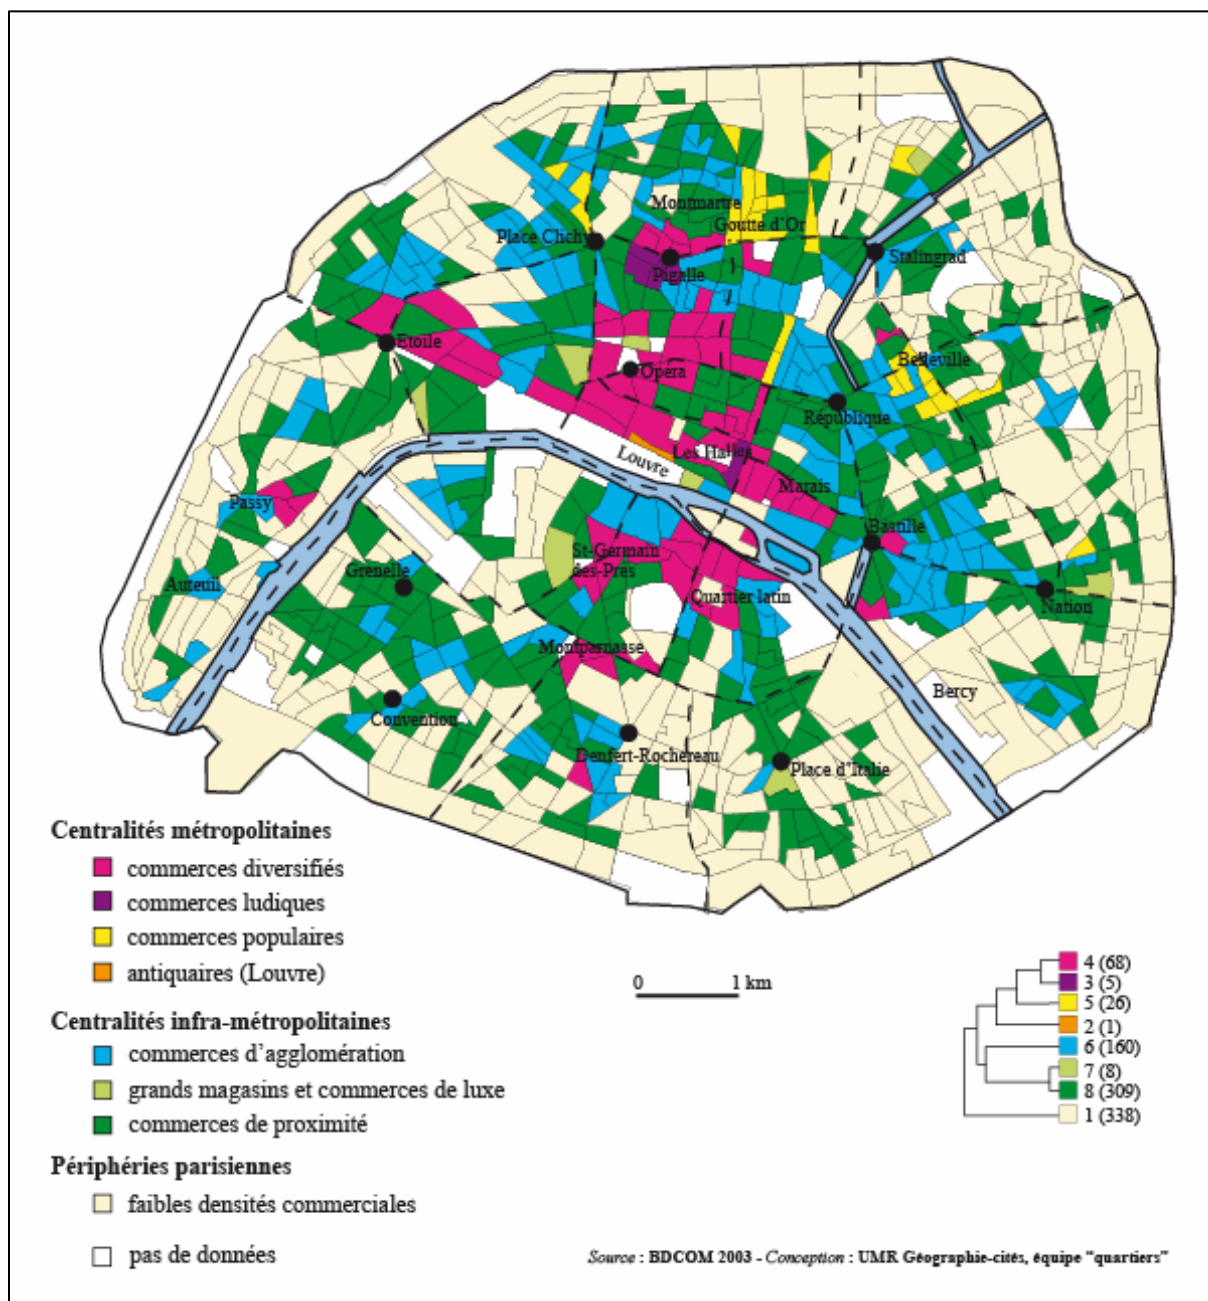 Montmartre
Goutte d'Or
Place Clichy
Pigalle
Stalingrad
Etoile
Opéra
Belleville
République
Les Halles
Louvre
Marais
Passy
Bastille
St-Germain
des-Prés
Auteuil
Grenelle
Quartier latin
Nation
Montparnasse
Bercy
Convention
Denfert-Rochereau
Place d'Italie
Centralités métropolitaines
commerces diversifiés
commerces ludiques
commerces populaires
antiquaires (Louvre)
Centralités infra-métropolitaines
commerces d'agglomération
grands magasins et commerces de luxe
commerces de proximité
Périphéries parisiennes
faibles densités commerciales
pas de données
0 1 km
4 (68)
3 (5)
5 (26)
2 (1)
6 (160)
7 (8)
8 (309)
1 (338)
Source : BDCOM 2003 - Conception : UMR Géographie-cités, équipe "quartiers"